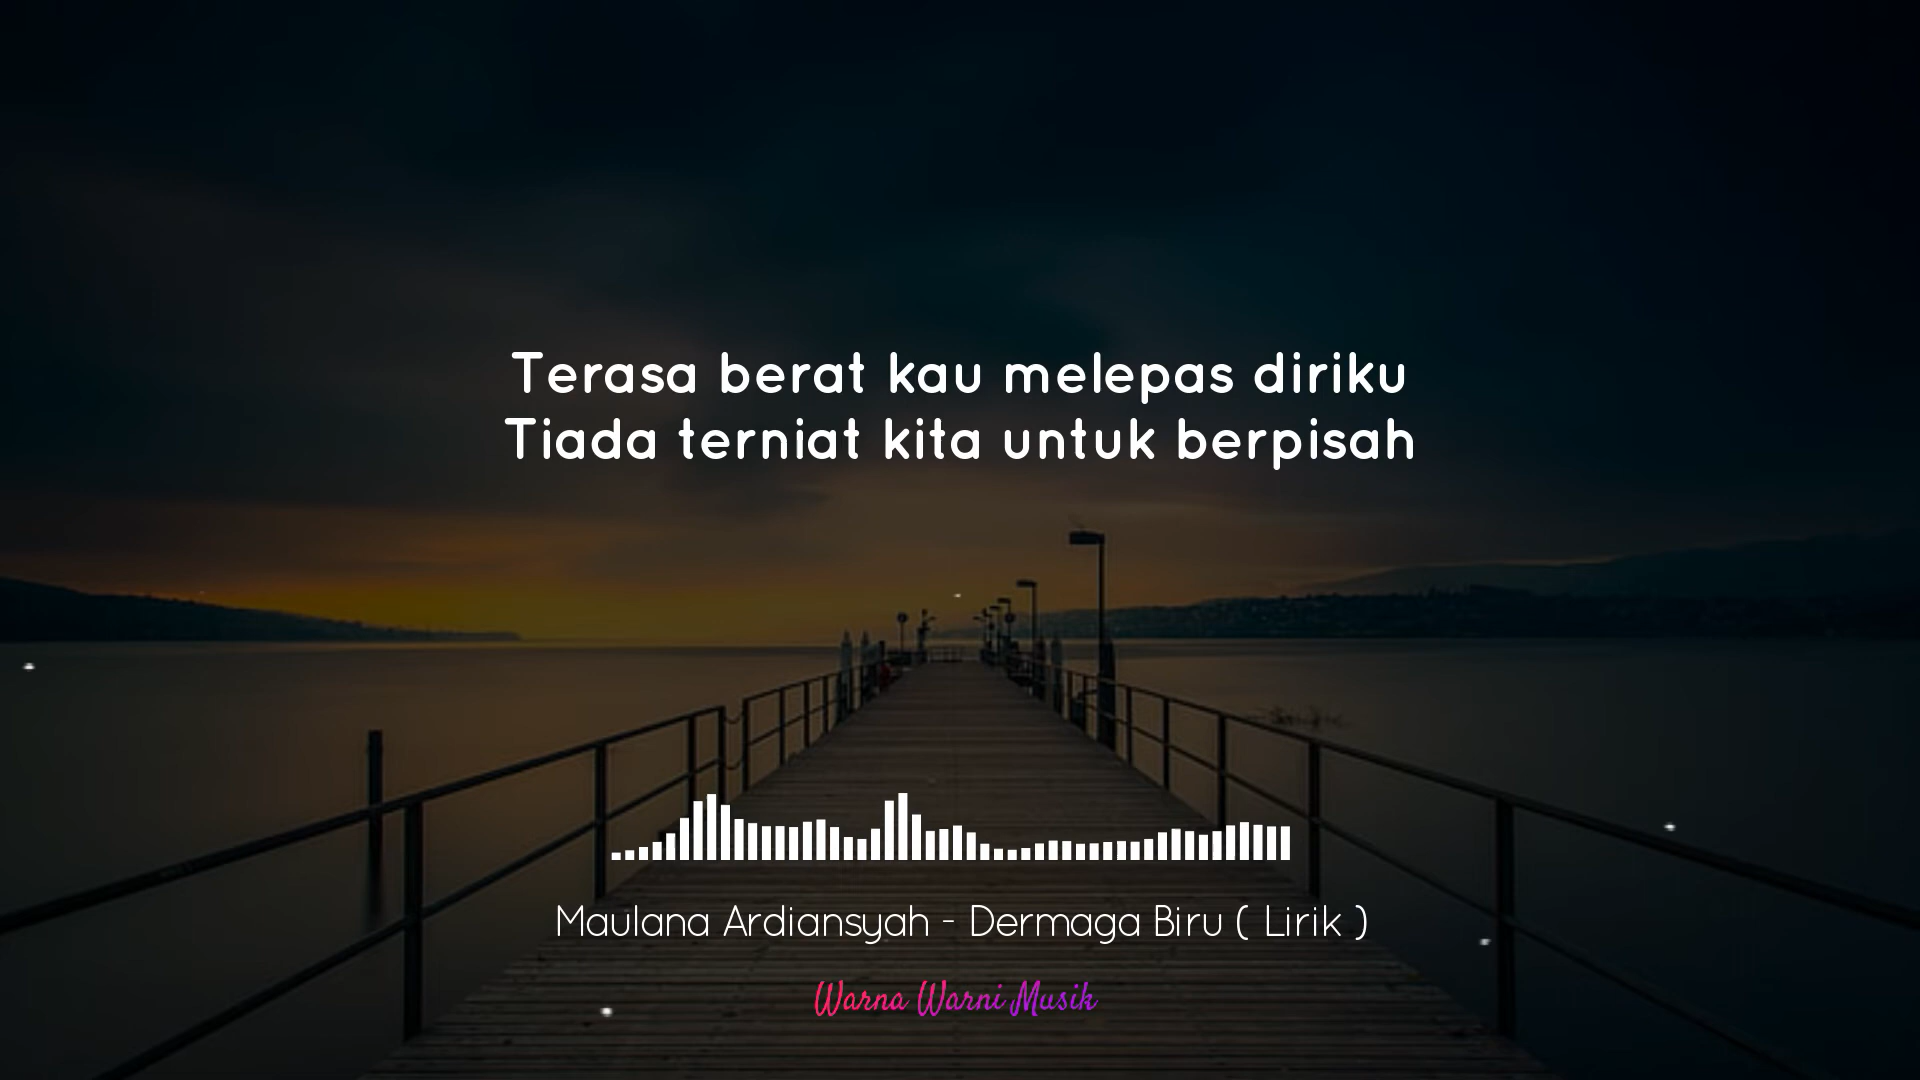 Terasa berat kau melepas diriku
Tiada terniat kita untuk berpisah
Maulana Ardiansyah - Dermaga Biru ( Lirik )
Warna Warni Musik